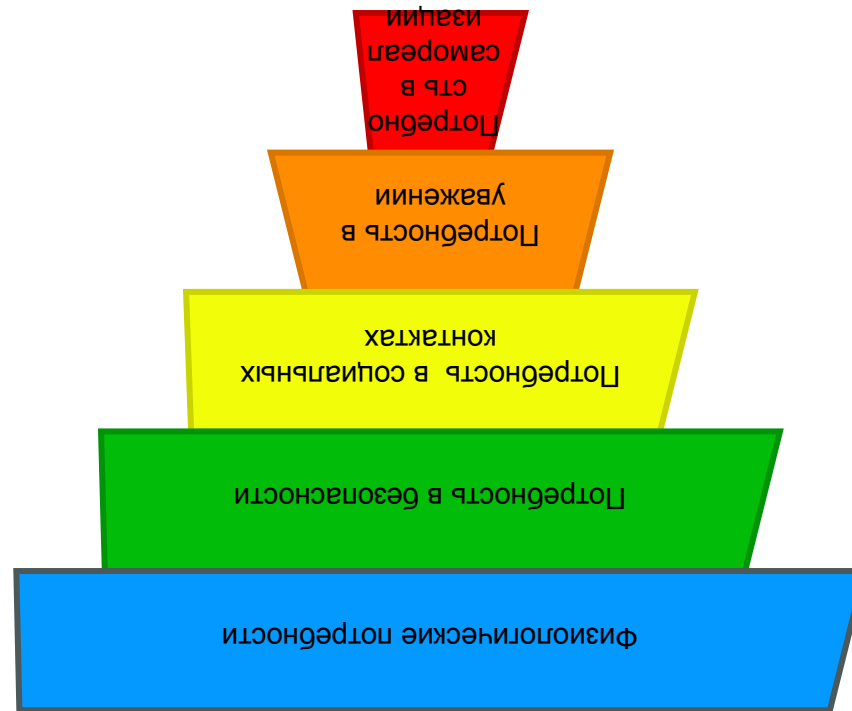 Физиологические потребности
Потребность в безопасности
Потребность в социальных
контактах
Потребность в
уважении
Потребно
сть в
самореал
изации